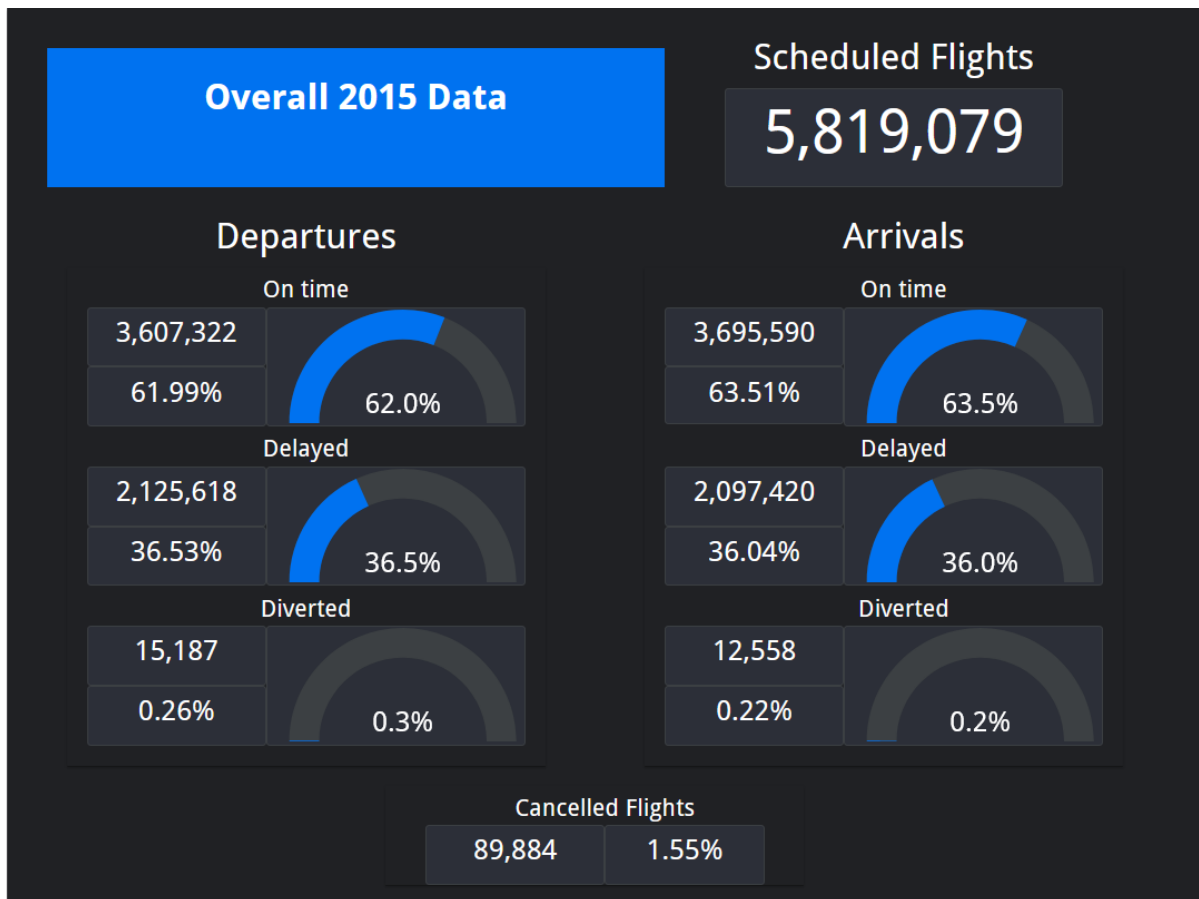 Overall 2015 Data
Scheduled Flights
5,819,079
Departures
On time
3,607,322
61.99%
62.0%
Delayed
2,125,618
36.53%
36.5%
Diverted
15,187
0.26%
0.3%
Arrivals
On time
3,695,590
63.51%
63.5%
Delayed
2,097,420
36.04%
36.0%
Diverted
12,558
0.22%
0.2%
Cancelled Flights
89,884 1.55%